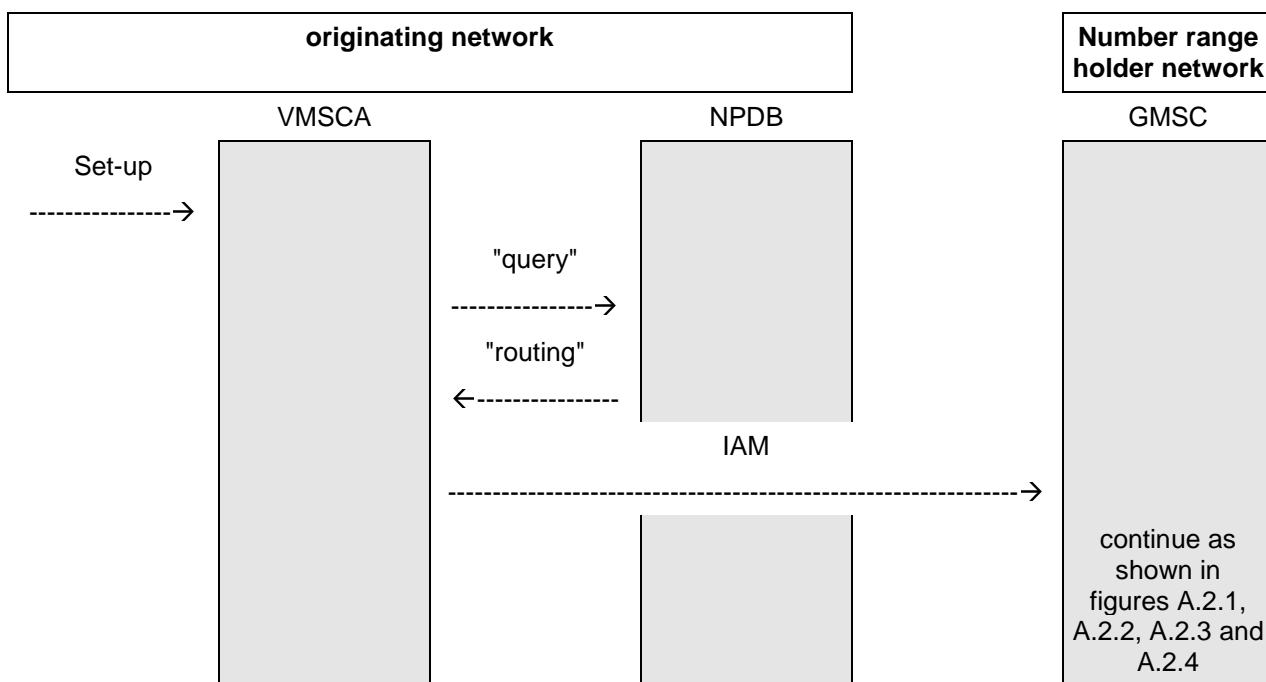 originating network
Number range
holder network
VMSCA
NPDB
GMSC
Set-up
"query"
"routing"
IAM
continue as
shown in
figures A.2.1,
A.2.2, A.2.3 and
A.2.4